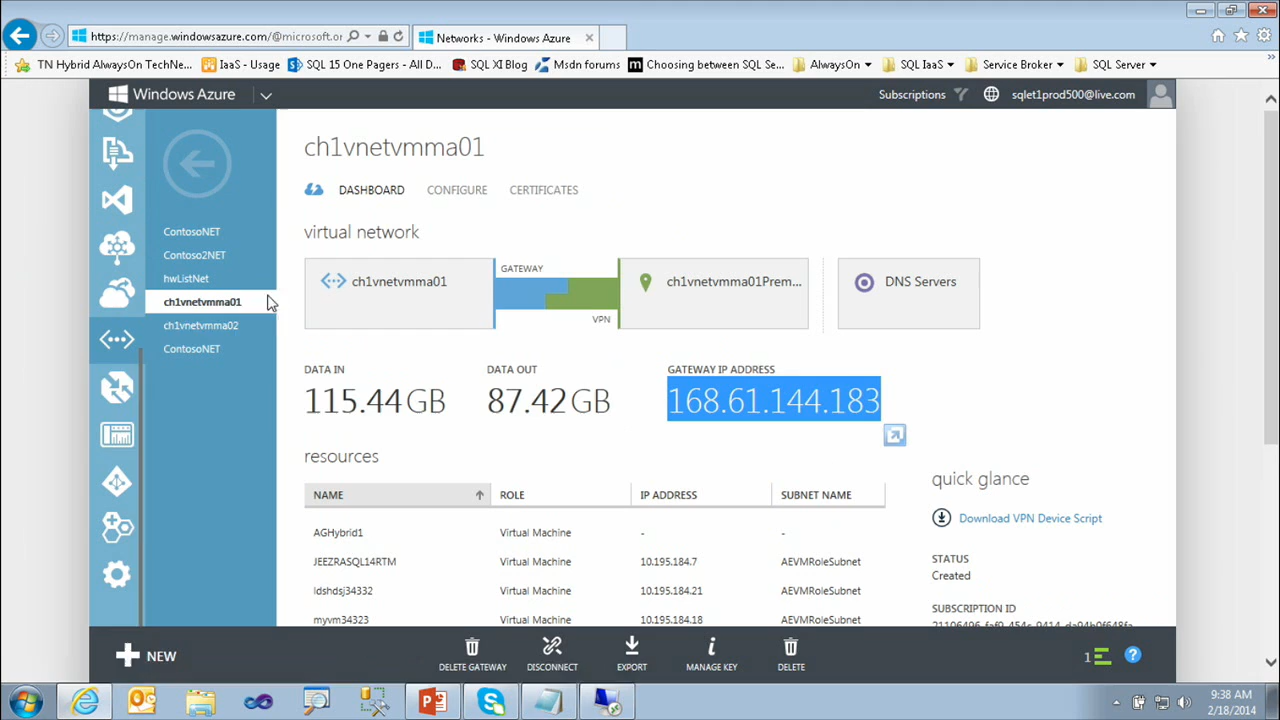 https://manage.windowsazure.com/@microsoft.or
Networks - Windows Azure
TN Hybrid AlwaysOn TechNe...
IaaS - Usage
SQL 15 One Pagers - All D...
SQL XI Blog
Msdn forums
Choosing between SQL Se...
AlwaysOn
SQL IaaS
Service Broker
SQL Server
Windows Azure
Subscriptions
sqlet1prod500@live.com
ch1vnetvmma01
DASHBOARD CONFIGURE CERTIFICATES
ContosoNET
Contoso2NET
hwListNet
ch1vnetvmma01
ch1vnetvmma02
ContosoNET
virtual network
ch1vnetvmma01
GATEWAY
VPN
ch1vnetvmma01Prem...
DNS Servers
DATA IN DATA OUT GATEWAY IP ADDRESS
115.44 GB 87.42 GB 168.61.144.183
resources
NAME ROLE IP ADDRESS SUBNET NAME
AGHybrid1 Virtual Machine - -
JEEZRASQL14RTM Virtual Machine 10.195.184.7 AEVMRoleSubnet
ldshdsj34332 Virtual Machine 10.195.184.21 AEVMRoleSubnet
myvm34323 Virtual Machine 10.195.184.18 AEVMRoleSubnet
quick glance
Download VPN Device Script
STATUS
Created
SUBSCRIPTION ID
NEW
DELETE GATEWAY
DISCONNECT
EXPORT
MANAGE KEY
DELETE
1
9:38 AM
2/18/2014